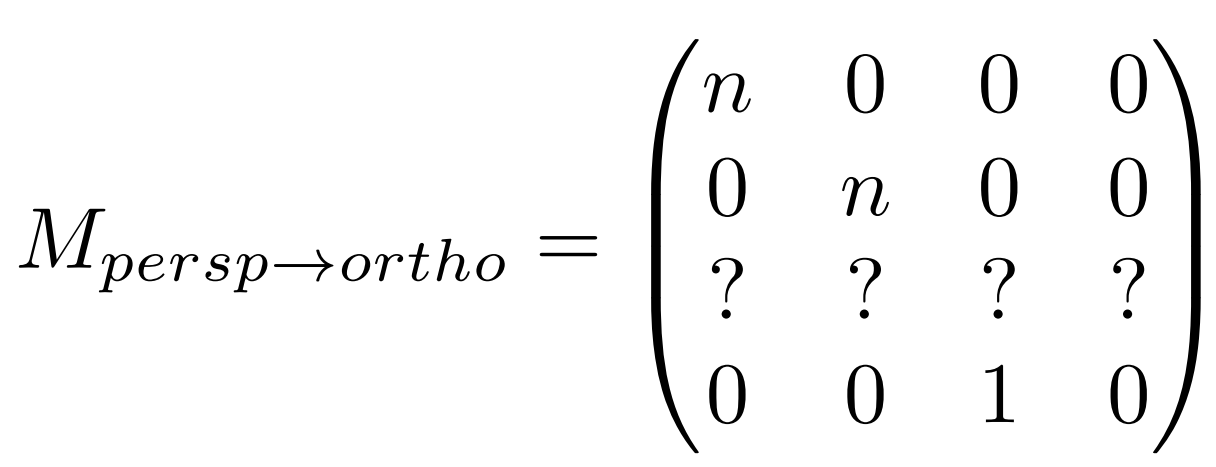 n 0 0 0
0 n 0 0
M_{persp→ortho} =
? ? ? ?
0 0 1 0